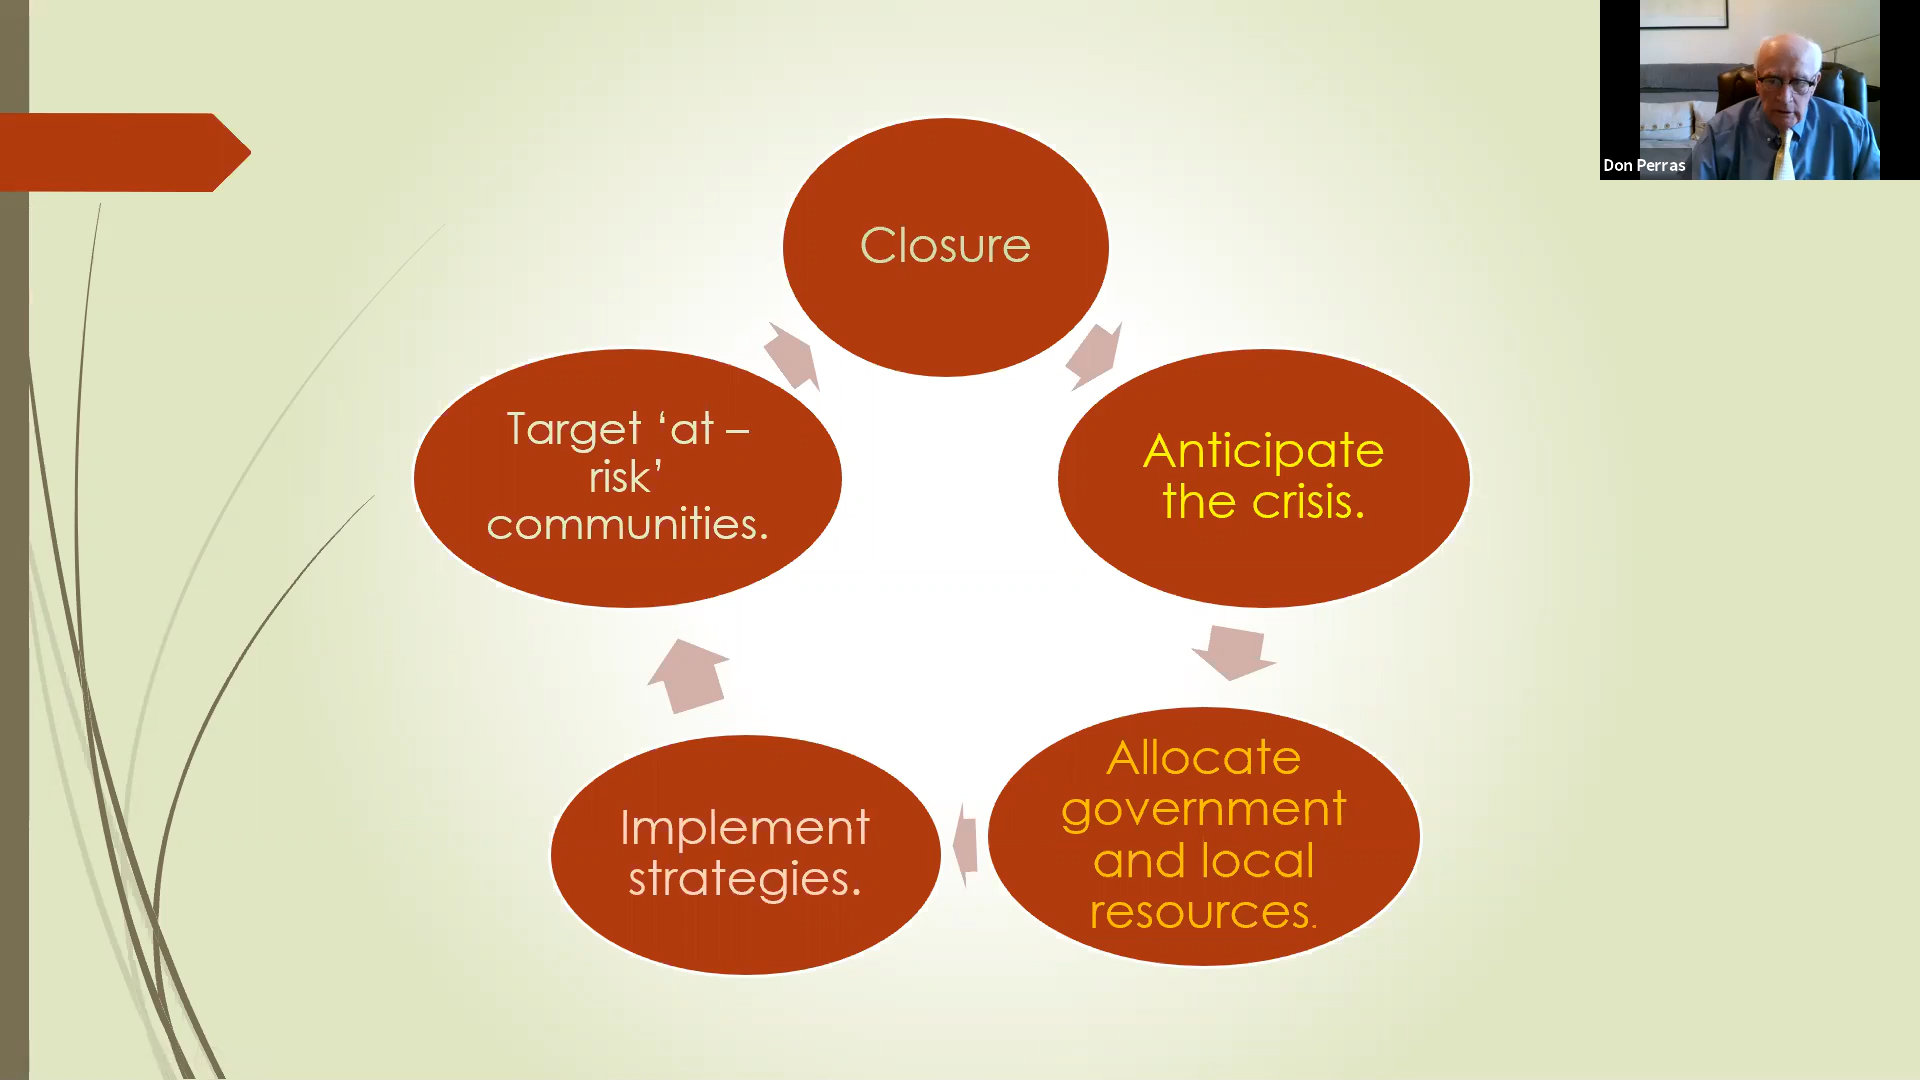 Closure
Anticipate
the crisis.
Allocate
government
and local
resources.
Implement
strategies.
Target ‘at –
risk’
communities.
Don Perras